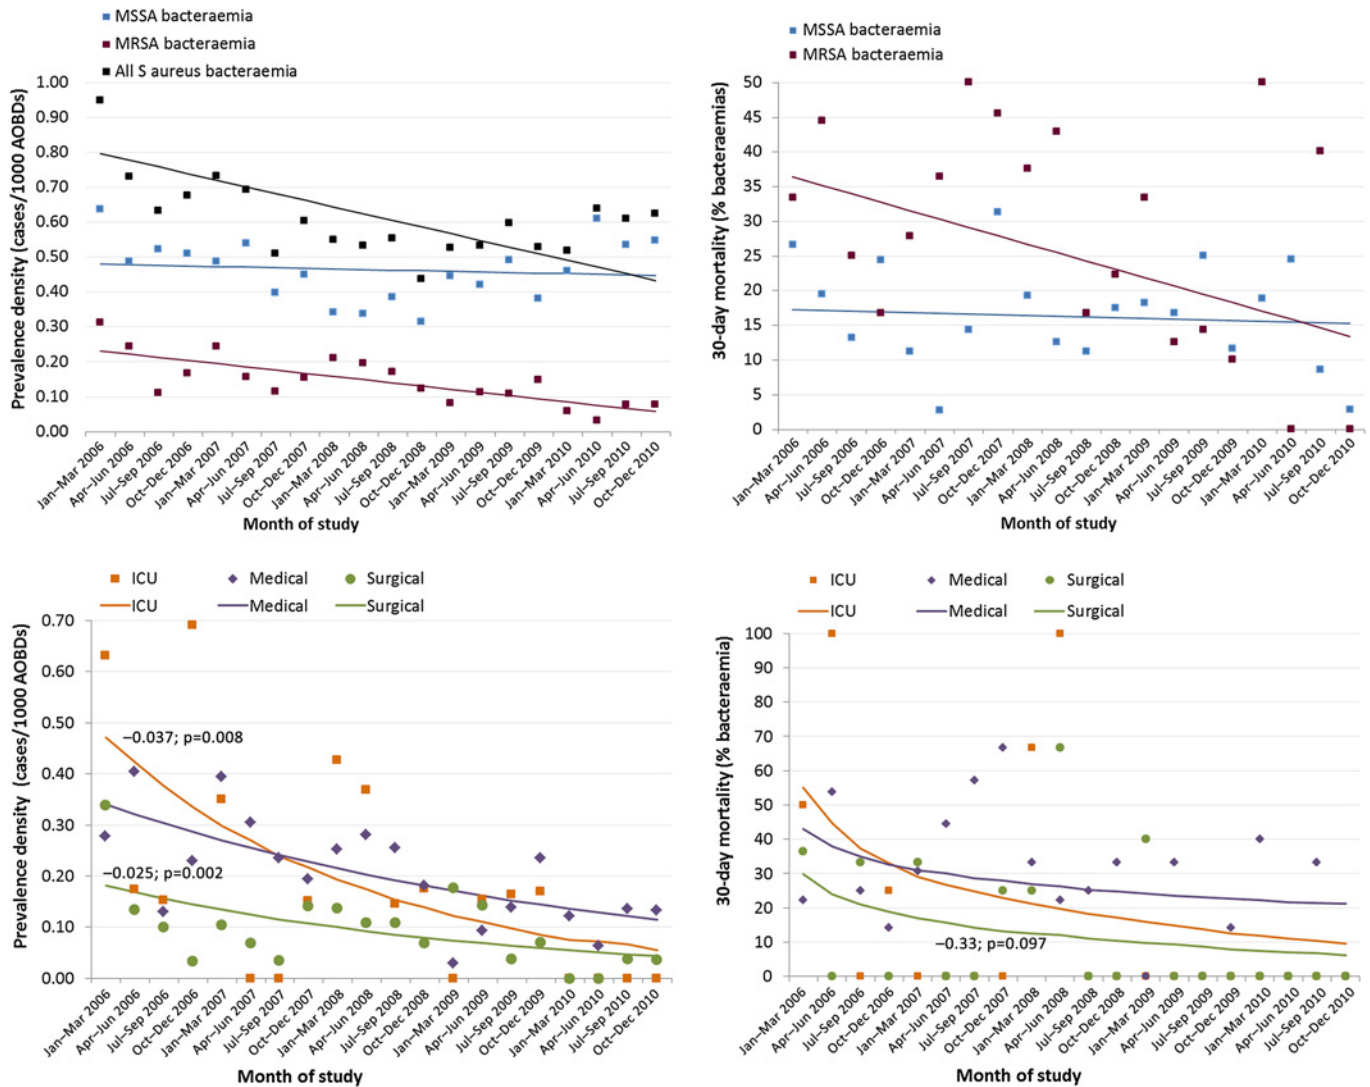 MSSA bacteraemia
MRSA bacteraemia
All S aureus bacteraemia
Prevalence density (cases/1000 AOBDs)
1.00
0.90
0.80
0.70
0.60
0.50
0.40
0.30
0.20
0.10
0.00
Jan–Mar 2006
Apr–Jun 2006
Jul–Sep 2006
Oct–Dec 2006
Jan–Mar 2007
Apr–Jun 2007
Jul–Sep 2007
Oct–Dec 2007
Jan–Mar 2008
Apr–Jun 2008
Jul–Sep 2008
Oct–Dec 2008
Jan–Mar 2009
Apr–Jun 2009
Jul–Sep 2009
Oct–Dec 2009
Jan–Mar 2010
Apr–Jun 2010
Jul–Sep 2010
Oct–Dec 2010
Month of study
MSSA bacteraemia
MRSA bacteraemia
30-day mortality (% bacteraemias)
50
45
40
35
30
25
20
15
10
5
0
Jan–Mar 2006
Apr–Jun 2006
Jul–Sep 2006
Oct–Dec 2006
Jan–Mar 2007
Apr–Jun 2007
Jul–Sep 2007
Oct–Dec 2007
Jan–Mar 2008
Apr–Jun 2008
Jul–Sep 2008
Oct–Dec 2008
Jan–Mar 2009
Apr–Jun 2009
Jul–Sep 2009
Oct–Dec 2009
Jan–Mar 2010
Apr–Jun 2010
Jul–Sep 2010
Oct–Dec 2010
Month of study
ICU Medical Surgical
ICU Medical Surgical
Prevalence density (cases/1000 AOBDs)
0.70
0.60
0.50
0.40
0.30
0.20
0.10
0.00
−0.037; p=0.008
−0.025; p=0.002
Jan–Mar 2006
Apr–Jun 2006
Jul–Sep 2006
Oct–Dec 2006
Jan–Mar 2007
Apr–Jun 2007
Jul–Sep 2007
Oct–Dec 2007
Jan–Mar 2008
Apr–Jun 2008
Jul–Sep 2008
Oct–Dec 2008
Jan–Mar 2009
Apr–Jun 2009
Jul–Sep 2009
Oct–Dec 2009
Jan–Mar 2010
Apr–Jun 2010
Jul–Sep 2010
Oct–Dec 2010
Month of study
ICU Medical Surgical
ICU Medical Surgical
30-day mortality (% bacteraemia)
100
90
80
70
60
50
40
30
20
10
0
−0.33; p=0.097
Jan–Mar 2006
Apr–Jun 2006
Jul–Sep 2006
Oct–Dec 2006
Jan–Mar 2007
Apr–Jun 2007
Jul–Sep 2007
Oct–Dec 2007
Jan–Mar 2008
Apr–Jun 2008
Jul–Sep 2008
Oct–Dec 2008
Jan–Mar 2009
Apr–Jun 2009
Jul–Sep 2009
Oct–Dec 2009
Jan–Mar 2010
Apr–Jun 2010
Jul–Sep 2010
Oct–Dec 2010
Month of study